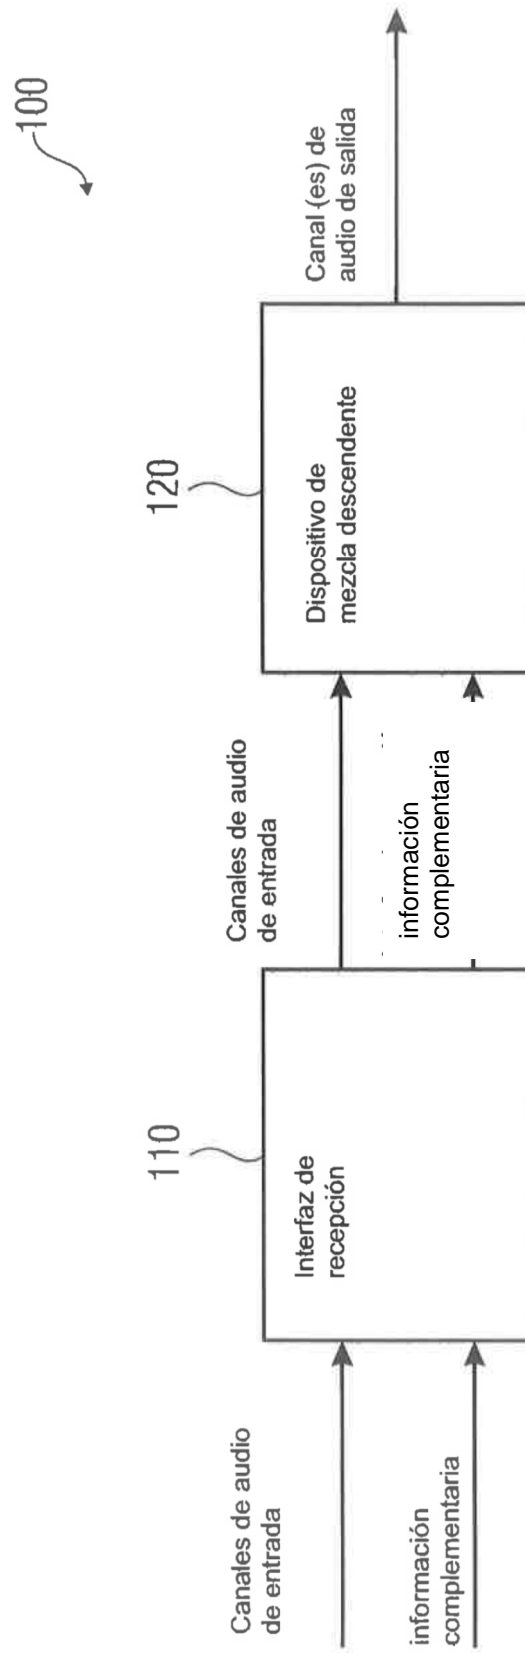 100
110
120
Canales de audio
de entrada
información
complementaria
Interfaz de
recepción
Canales de audio
de entrada
información
complementaria
Dispositivo de
mezcla descendente
Canal (es) de
audio de salida